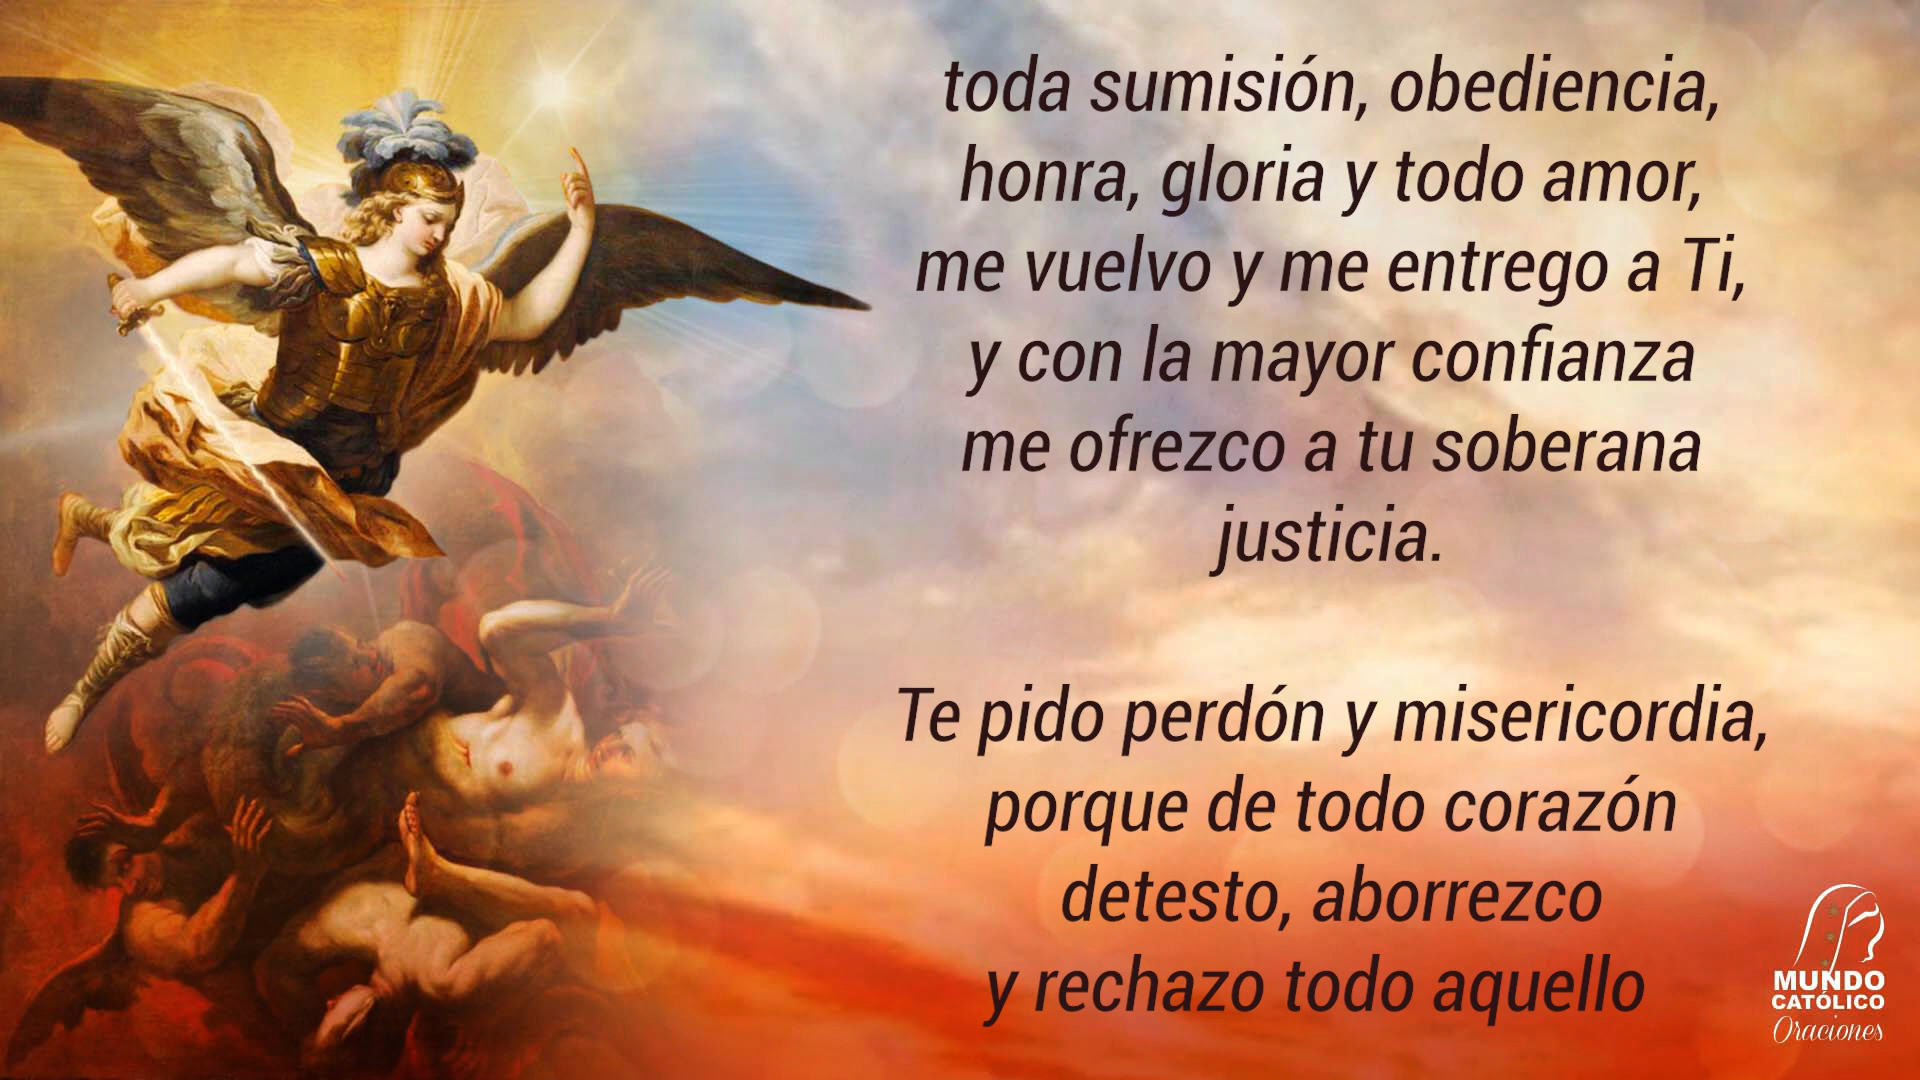 toda sumisión, obediencia,
honra, gloria y todo amor,
me vuelvo y me entrego a Ti,
y con la mayor confianza
me ofrezco a tu soberana
justicia.
Te pido perdón y misericordia,
porque de todo corazón
detesto, aborrezco
y rechazo todo aquello
MUNDO
CATÓLICO
Oraciones